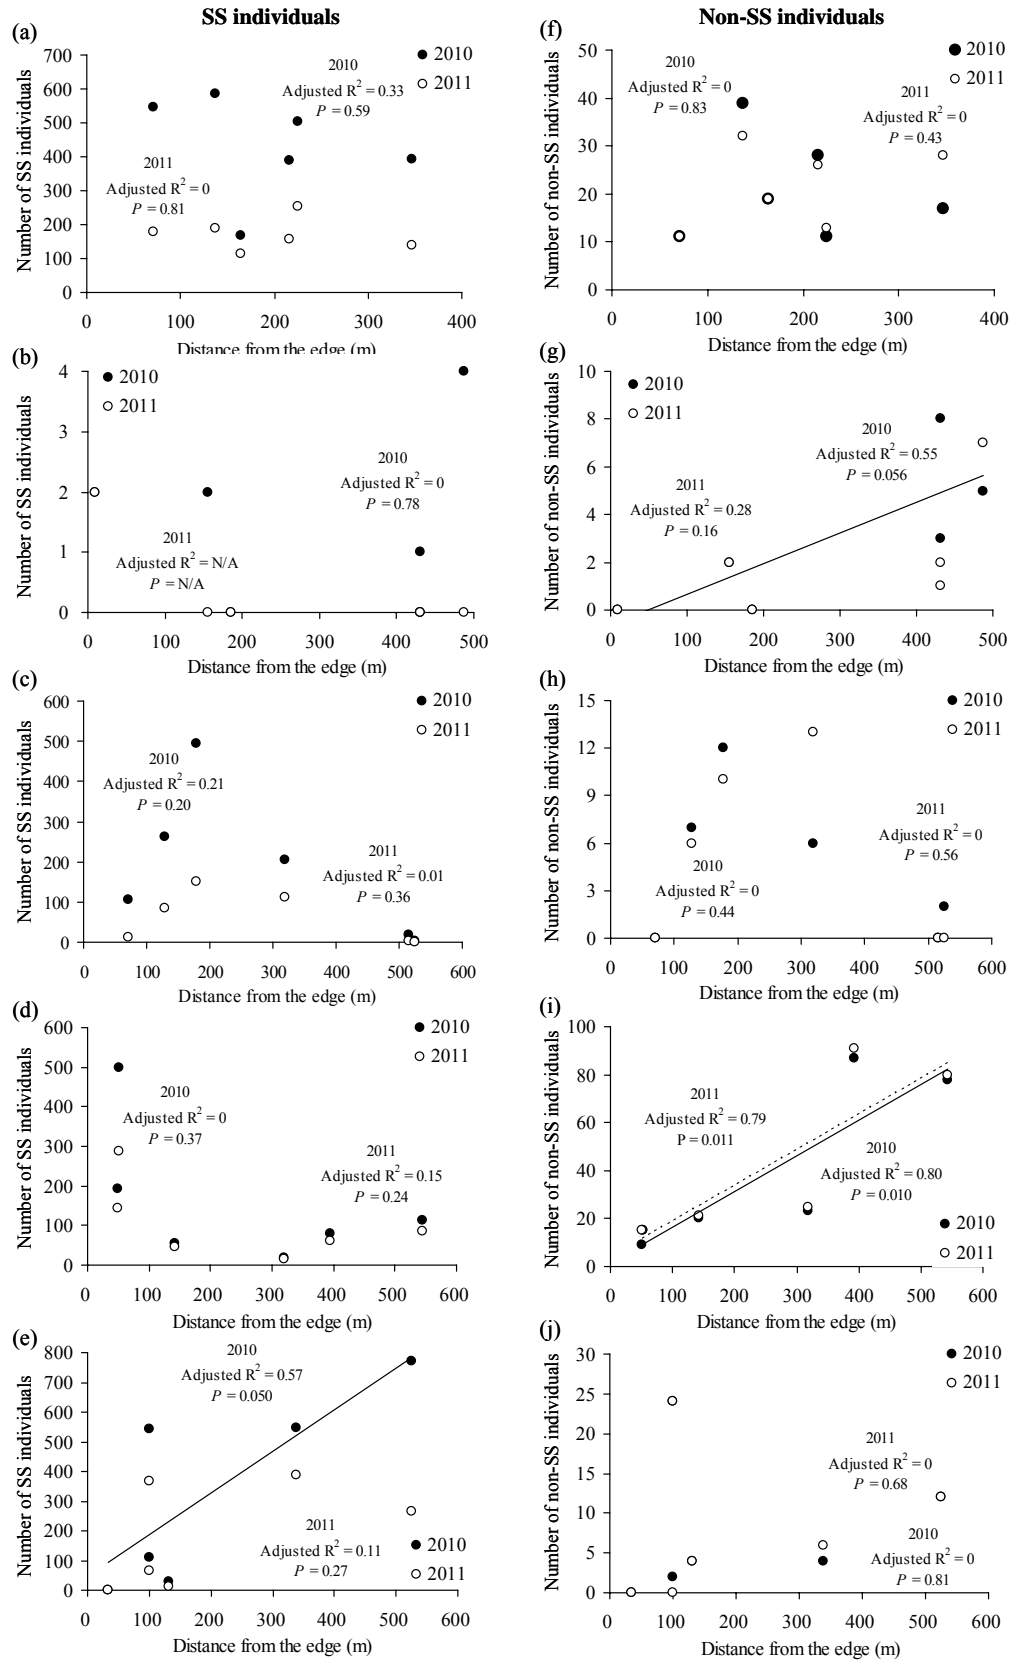 SS individuals
Non-SS individuals
(a)
Number of SS individuals
700
600
500
400
300
200
100
0
2010
Adjusted R² = 0.33
P = 0.59
2010
2011
2011
Adjusted R² = 0
P = 0.81
0 100 200 300 400
Distance from the edge (m)
(f)
Number of non-SS individuals
50
40
30
20
10
0
2010
Adjusted R² = 0
P = 0.83
2010
2011
2011
Adjusted R² = 0
P = 0.43
0 100 200 300 400
Distance from the edge (m)
(b)
Number of SS individuals
4
3
2
1
0
2010
2011
2010
Adjusted R² = 0
P = 0.78
2011
Adjusted R² = N/A
P = N/A
0 100 200 300 400 500
Distance from the edge (m)
(g)
Number of non-SS individuals
10
8
6
4
2
0
2010
2011
2010
Adjusted R² = 0.55
P = 0.056
2011
Adjusted R² = 0.28
P = 0.16
0 100 200 300 400 500
Distance from the edge (m)
(c)
Number of SS individuals
600
500
400
300
200
100
0
2010
2011
2010
Adjusted R² = 0.21
P = 0.20
2011
Adjusted R² = 0.01
P = 0.36
0 100 200 300 400 500 600
Distance from the edge (m)
(h)
Number of non-SS individuals
15
12
9
6
3
0
2010
2011
2011
Adjusted R² = 0
P = 0.56
2010
Adjusted R² = 0
P = 0.44
0 100 200 300 400 500 600
Distance from the edge (m)
(d)
Number of SS individuals
600
500
400
300
200
100
0
2010
2011
2010
Adjusted R² = 0
P = 0.37
2011
Adjusted R² = 0.15
P = 0.24
0 100 200 300 400 500 600
Distance from the edge (m)
(i)
Number of non-SS individuals
100
80
60
40
20
0
2011
Adjusted R² = 0.79
P = 0.011
2010
Adjusted R² = 0.80
P = 0.010
2010
2011
0 100 200 300 400 500 600
Distance from the edge (m)
(e)
Number of SS individuals
800
700
600
500
400
300
200
100
0
2010
Adjusted R² = 0.57
P = 0.050
2011
Adjusted R² = 0.11
P = 0.27
2010
2011
0 100 200 300 400 500 600
Distance from the edge (m)
(j)
Number of non-SS individuals
30
25
20
15
10
5
0
2010
2011
2011
Adjusted R² = 0
P = 0.68
2010
Adjusted R² = 0
P = 0.81
0 100 200 300 400 500 600
Distance from the edge (m)